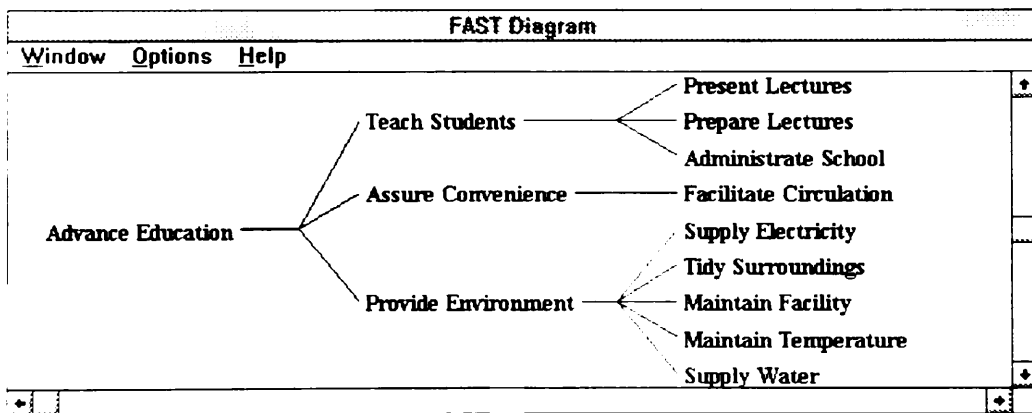 FAST Diagram
Window Options Help
Present Lectures
Teach Students
Prepare Lectures
Administrate School
Assure Convenience
Facilitate Circulation
Advance Education
Supply Electricity
Tidy Surroundings
Provide Environment
Maintain Facility
Maintain Temperature
Supply Water